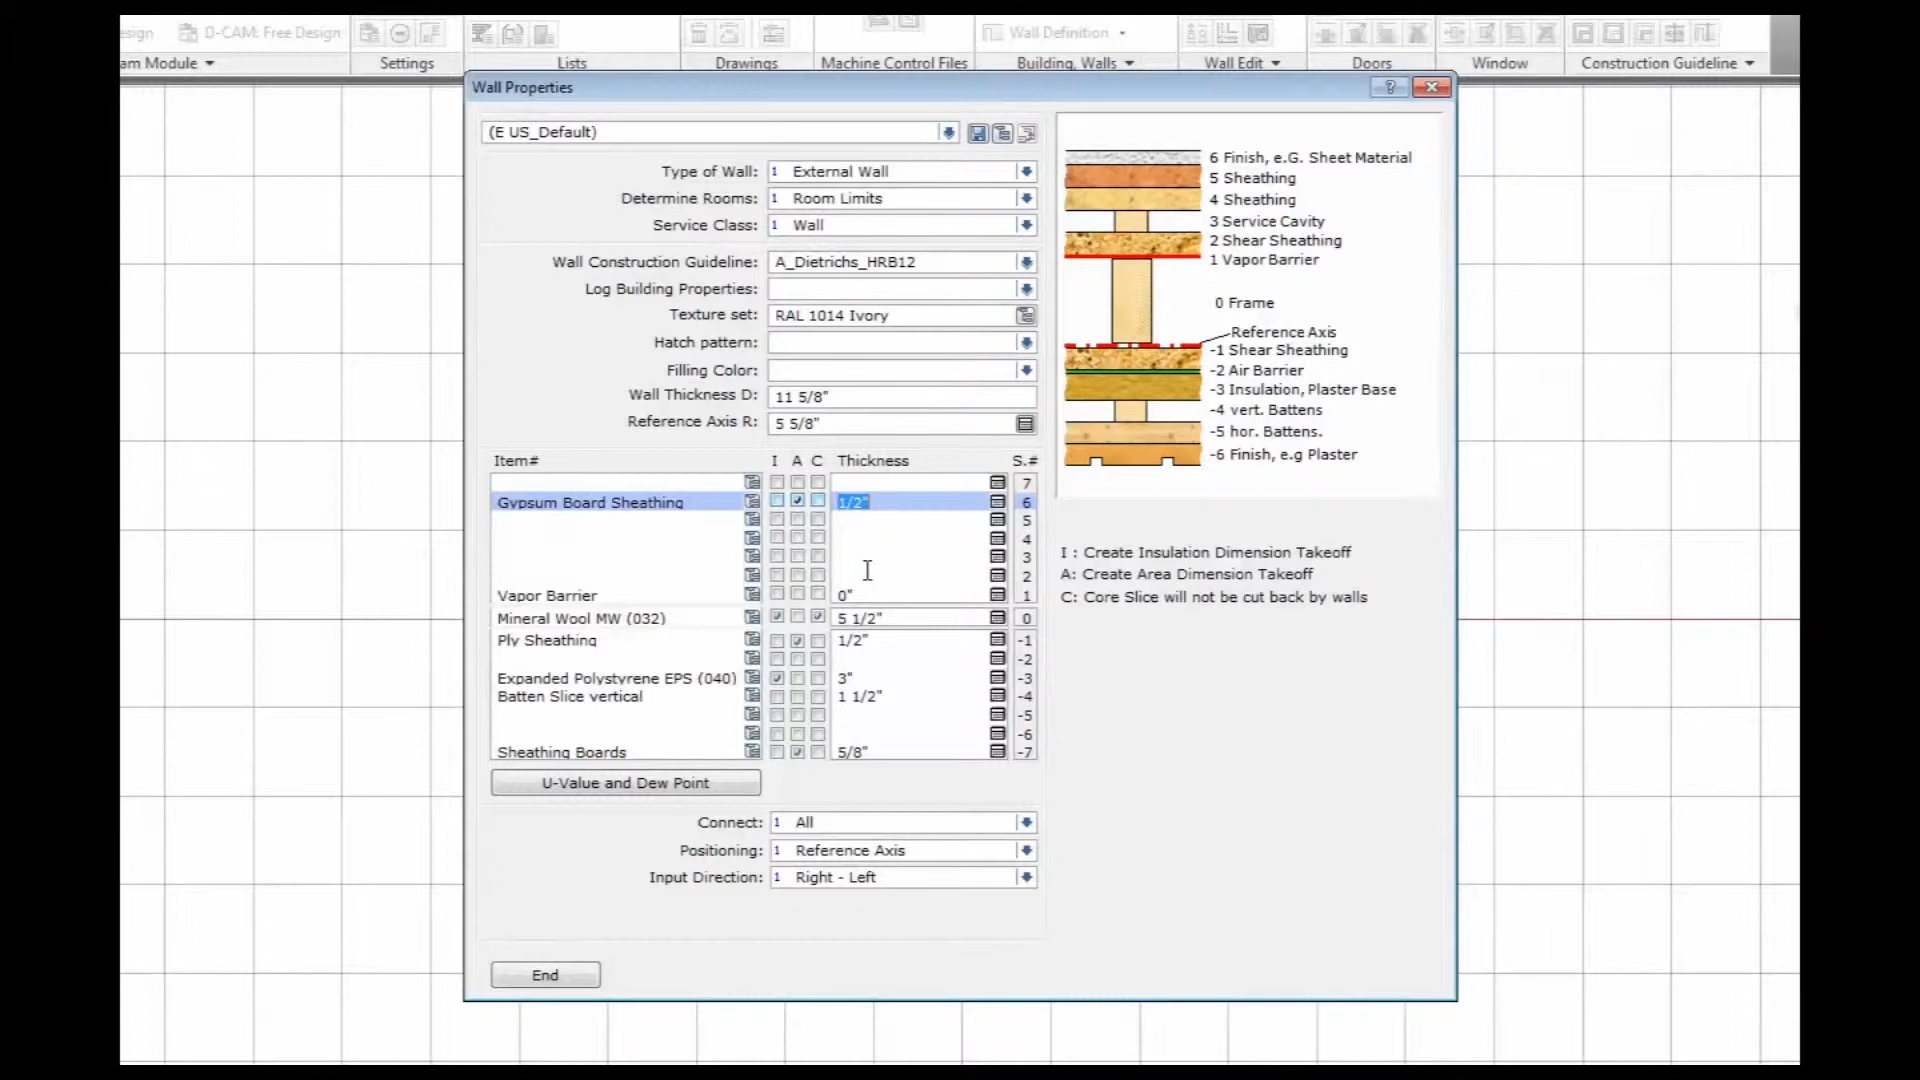 esign D-CAM: Free Design Wall Definition
am Module Settings Lists Drawings Machine Control Files Building, Walls Wall Edit Doors Window Construction Guideline
Wall Properties
(E US_Default)
Type of Wall: 1 External Wall
Determine Rooms: 1 Room Limits
Service Class: 1 Wall
Wall Construction Guideline: A_Dietrichs_HRB12
Log Building Properties:
Texture set: RAL 1014 Ivory
Hatch pattern:
Filling Color:
Wall Thickness D: 11 5/8"
Reference Axis R: 5 5/8"
Item# I A C Thickness S.#
7
Gypsum Board Sheathing 1/2" 6
5
4
3
2
Vapor Barrier 0" 1
Mineral Wool MW (032) 5 1/2" 0
Ply Sheathing 1/2" -1
-2
Expanded Polystyrene EPS (040) 3" -3
Batten Slice vertical 1 1/2" -4
-5
-6
Sheathing Boards 5/8" -7
U-Value and Dew Point
Connect: 1 All
Positioning: 1 Reference Axis
Input Direction: 1 Right - Left
End
6 Finish, e.G. Sheet Material
5 Sheathing
4 Sheathing
3 Service Cavity
2 Shear Sheathing
1 Vapor Barrier
0 Frame
Reference Axis
-1 Shear Sheathing
-2 Air Barrier
-3 Insulation, Plaster Base
-4 vert. Battens
-5 hor. Battens.
-6 Finish, e.g Plaster
I : Create Insulation Dimension Takeoff
A: Create Area Dimension Takeoff
C: Core Slice will not be cut back by walls